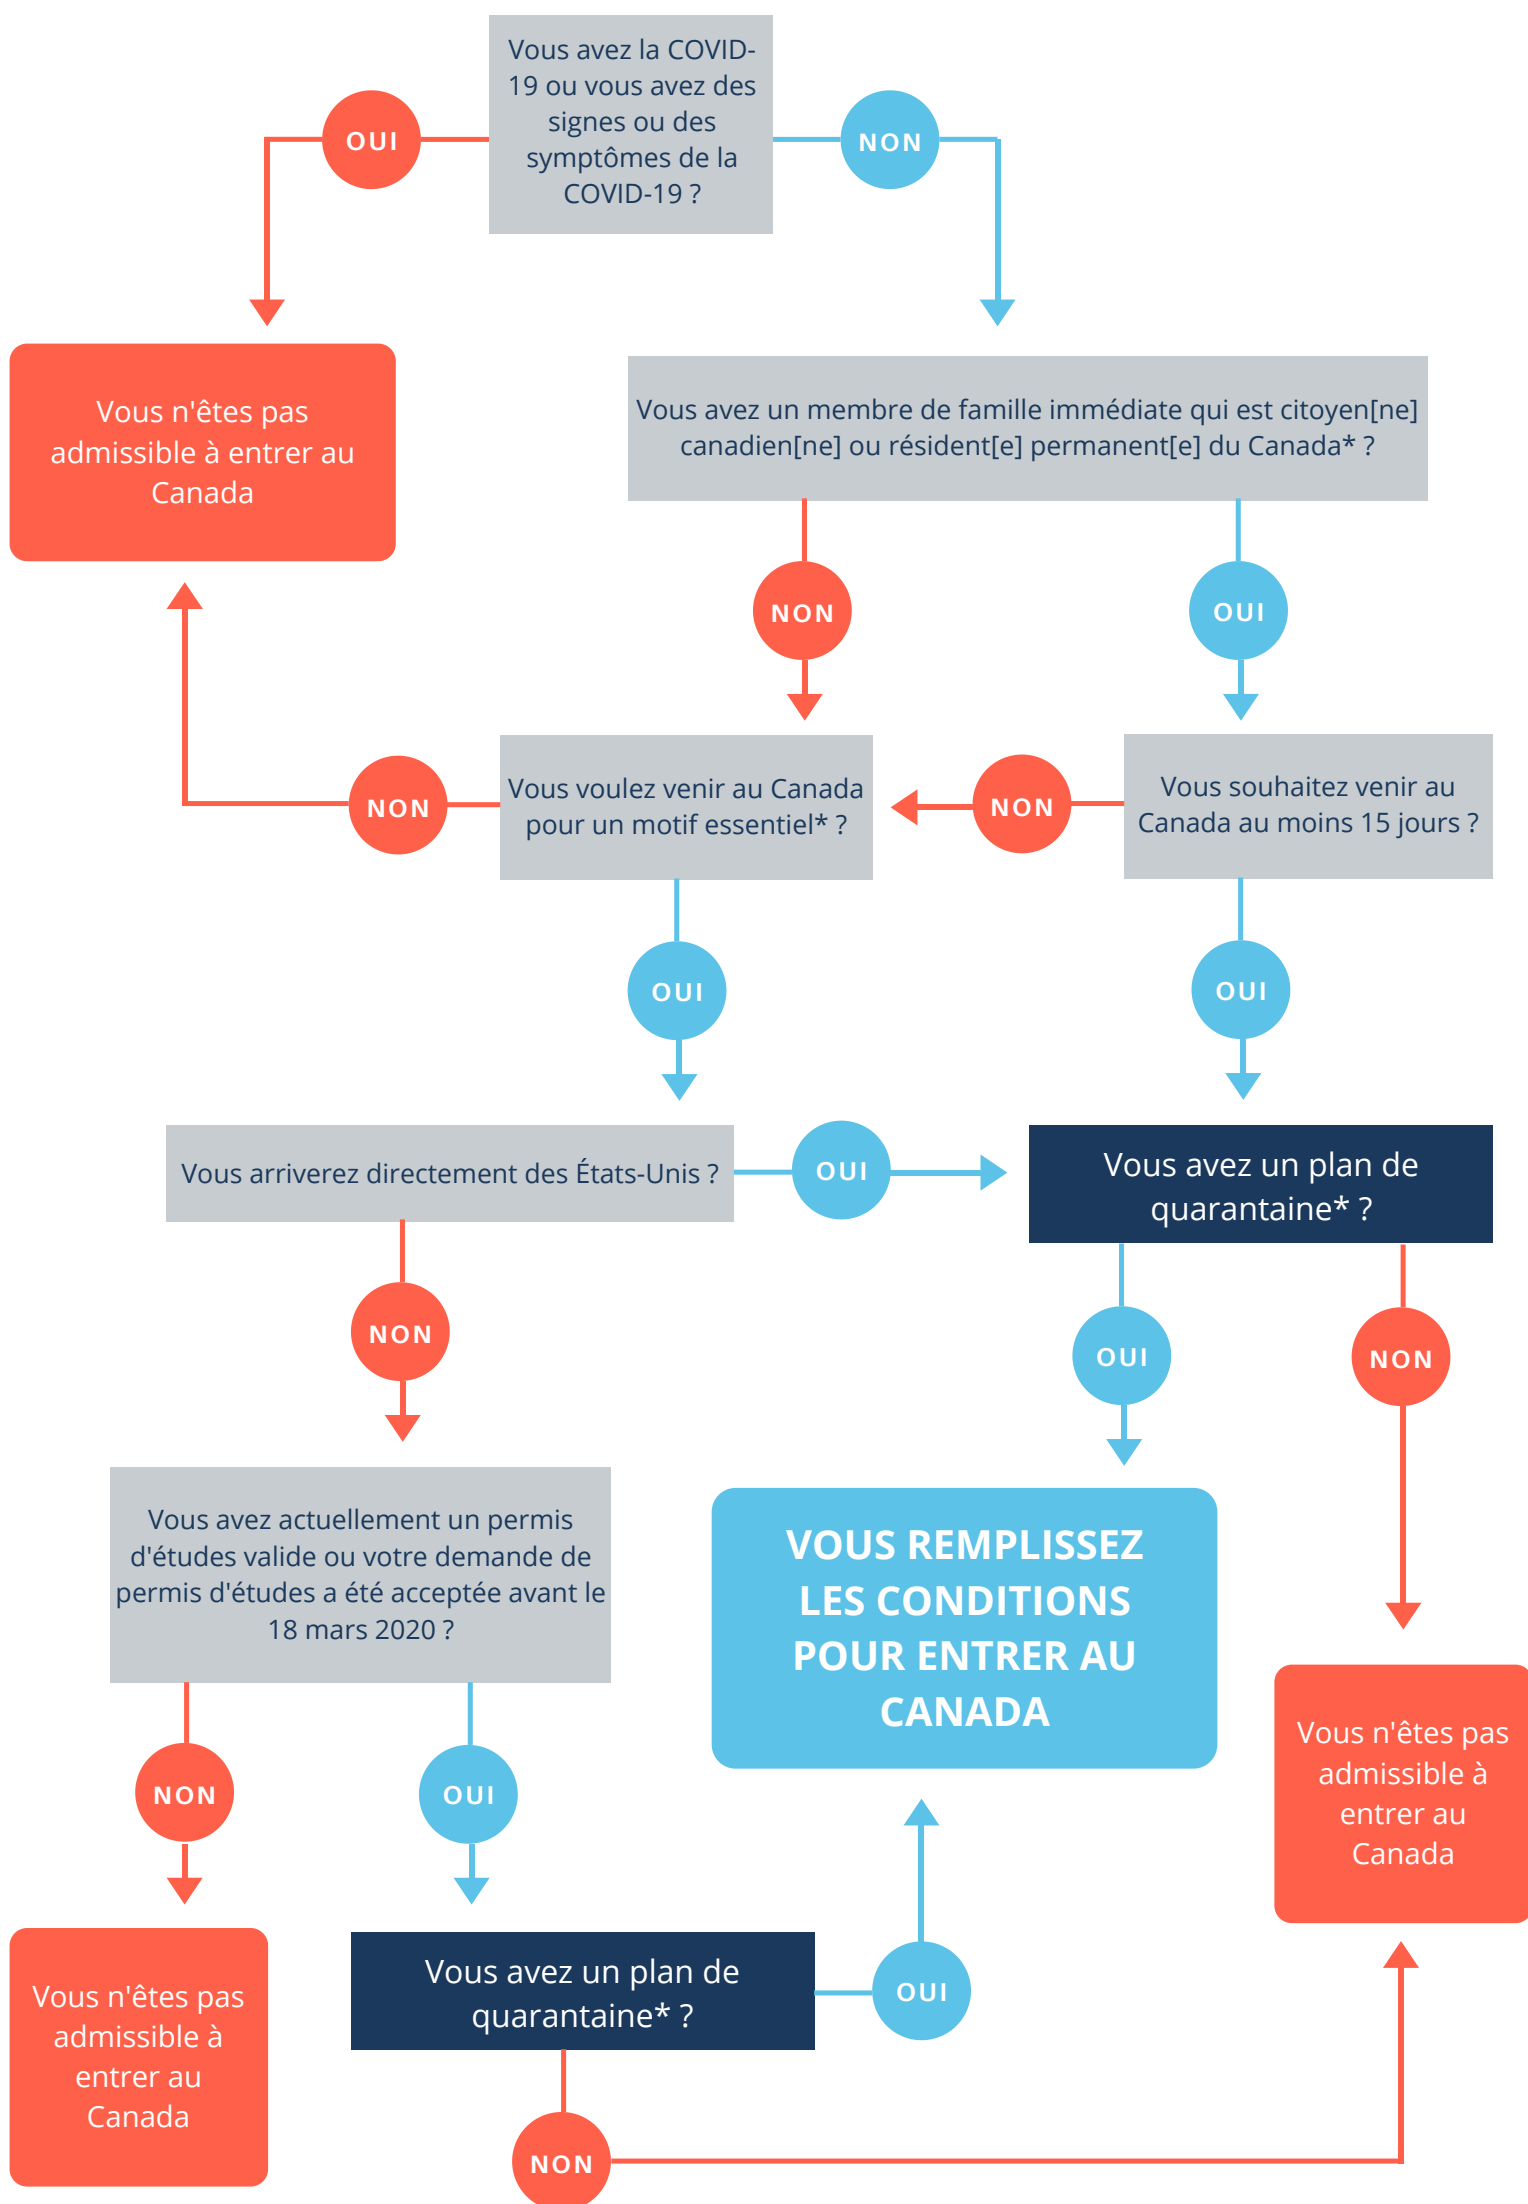 Vous avez la COVID-
19 ou vous avez des
signes ou des
symptômes de la
COVID-19 ?
OUI
NON
Vous n'êtes pas
admissible à entrer au
Canada
Vous avez un membre de famille immédiate qui est citoyen[ne]
canadien[ne] ou résident[e] permanent[e] du Canada* ?
NON
OUI
NON
Vous voulez venir au Canada
pour un motif essentiel* ?
NON
Vous souhaitez venir au
Canada au moins 15 jours ?
OUI
OUI
Vous arriverez directement des États-Unis ?
OUI
Vous avez un plan de
quarantaine* ?
NON
OUI
NON
Vous avez actuellement un permis
d'études valide ou votre demande de
permis d'études a été acceptée avant le
18 mars 2020 ?
VOUS REMPLISSEZ
LES CONDITIONS
POUR ENTRER AU
CANADA
Vous n'êtes pas
admissible à
entrer au
Canada
NON
OUI
Vous n'êtes pas
admissible à
entrer au
Canada
Vous avez un plan de
quarantaine* ?
OUI
NON